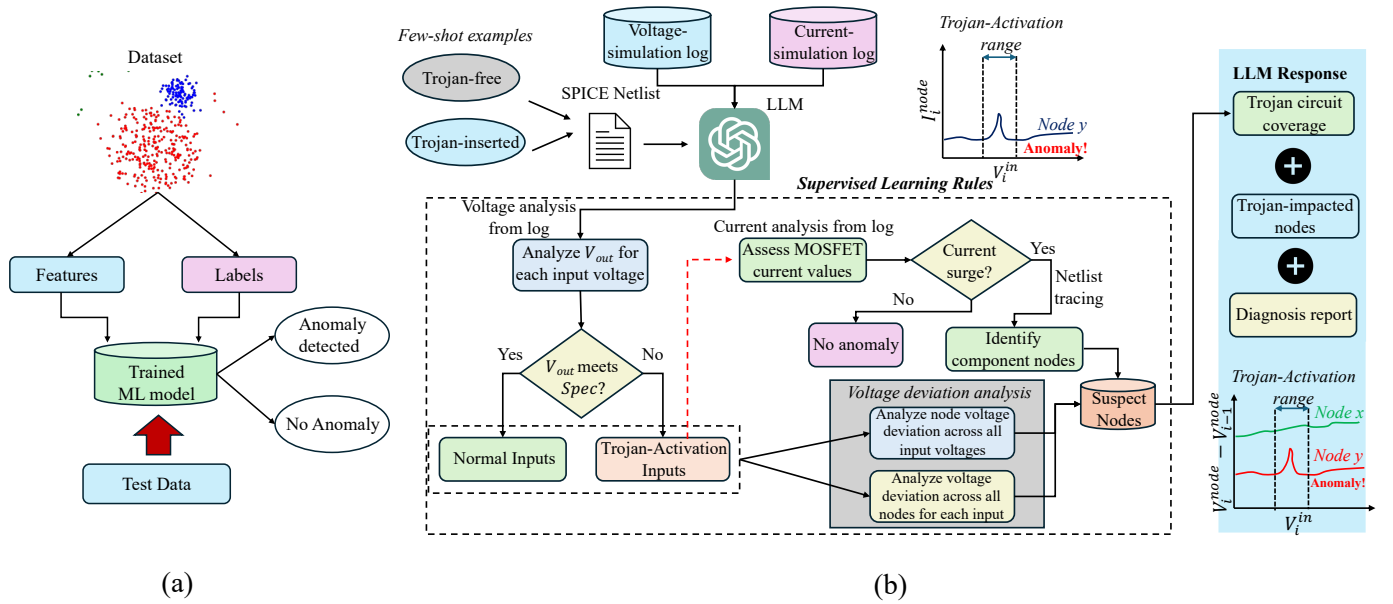 Dataset
Features
Labels
Trained
ML model
Anomaly
detected
No Anomaly
Test Data
(a)
Few-shot examples
Trojan-free
Trojan-inserted
SPICE Netlist
Voltage-
simulation log
Current-
simulation log
LLM
Trojan-Activation
range
I_i^{node}
Node y
Anomaly!
V_i^{in}
Supervised Learning Rules
Voltage analysis
from log
Analyze V_{out} for
each input voltage
V_{out} meets
Spec?
Yes
No
Normal Inputs
Trojan-Activation
Inputs
Current analysis from log
Assess MOSFET
current values
Current
surge?
Yes
No
Netlist
tracing
No anomaly
Identify
component nodes
Voltage deviation analysis
Analyze node voltage
deviation across all
input voltages
Analyze voltage
deviation across all
nodes for each input
Suspect
Nodes
LLM Response
Trojan circuit
coverage
Trojan-impacted
nodes
Diagnosis report
Trojan-Activation
range
V_i^{node} − V_{i−1}^{node}
Node x
Node y
Anomaly!
V_i^{in}
(b)